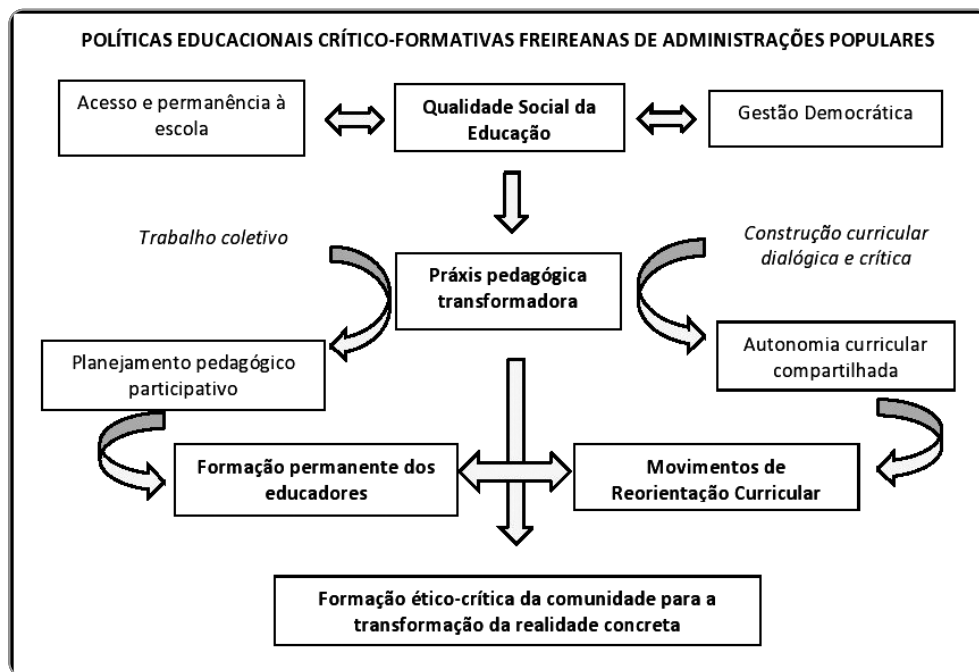 POLÍTICAS EDUCACIONAIS CRÍTICO-FORMATIVAS FREIREANAS DE ADMINISTRAÇÕES POPULARES
Acesso e permanência à
escola
Qualidade Social da
Educação
Gestão Democrática
Trabalho coletivo
Construção curricular
dialógica e crítica
Práxis pedagógica
transformadora
Planejamento pedagógico
participativo
Autonomia curricular
compartilhada
Formação permanente dos
educadores
Movimentos de
Reorientação Curricular
Formação ético-crítica da comunidade para a
transformação da realidade concreta